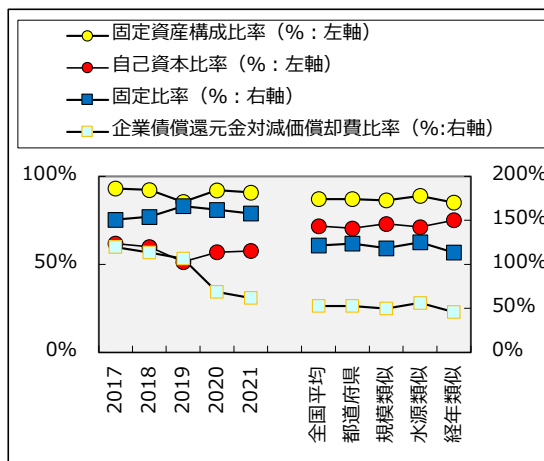 固定資産構成比率（%：左軸）
自己資本比率（%：左軸）
固定比率（%：右軸）
企業債償還元金対減価償却費比率（%:右軸）
100%
50%
0%
200%
150%
100%
50%
0%
2017
2018
2019
2020
2021
全国平均
都道府県
規模類似
水源類似
経年類似